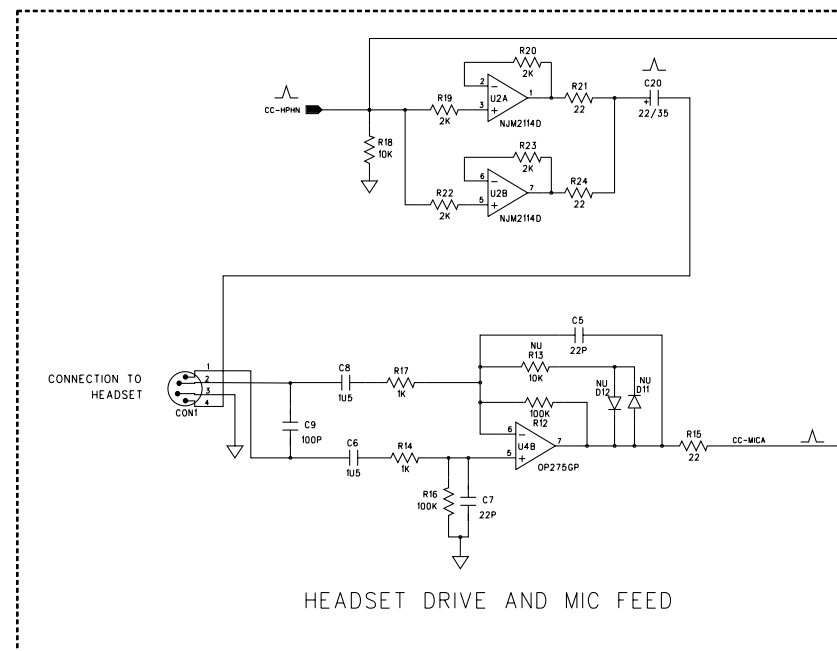 R20
2K
2
U2A
1
3
NJM2114D
R19
2K
CC-HPHN
R18
10K
R21
22
C20
+
22/35
R23
2K
6
U2B
7
5
NJM2114D
R22
2K
R24
22
CONNECTION TO
HEADSET
1
2
3
4
CON1
C9
100P
C8
1U5
R17
1K
C6
1U5
R14
1K
R16
100K
C7
22P
C5
22P
NU
R13
10K
100K
R12
NU
D12
NU
D11
6
U4B
7
5
OP275GP
R15
22
CC-MICA
HEADSET DRIVE AND MIC FEED